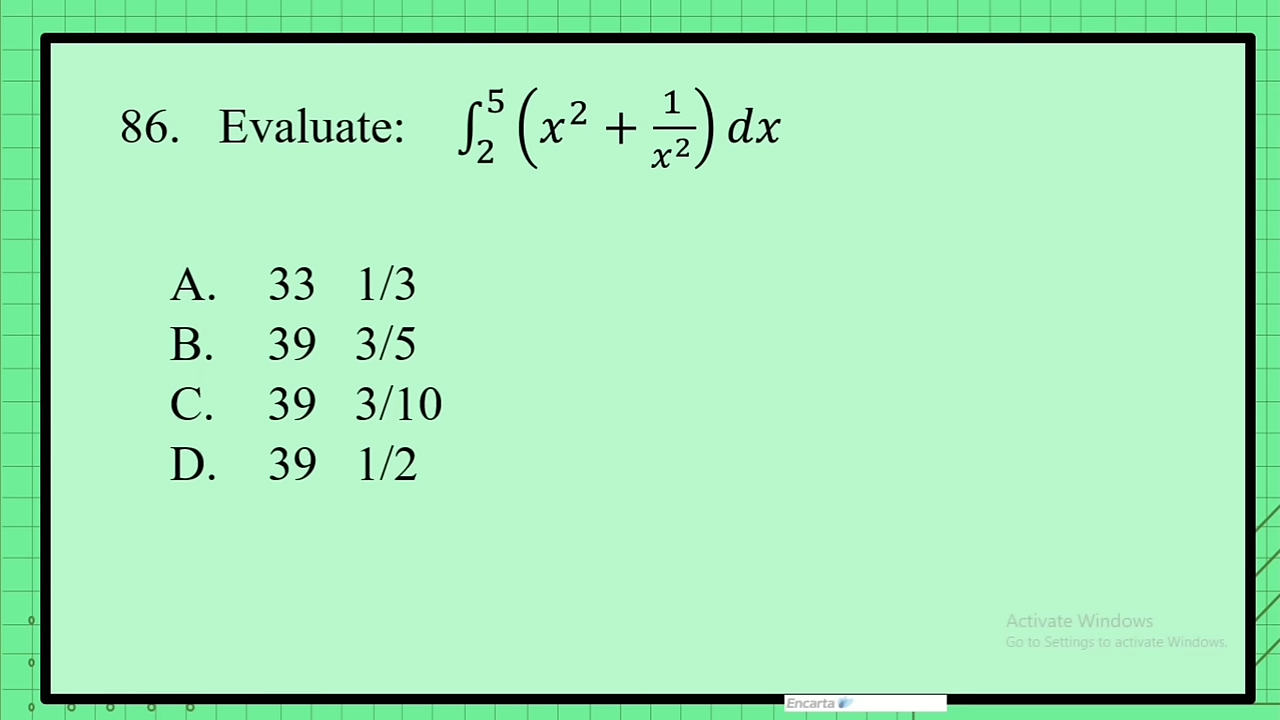 86. Evaluate: ∫₂⁵ (x² + 1/x²) dx
A. 33 1/3
B. 39 3/5
C. 39 3/10
D. 39 1/2
Activate Windows
Go to Settings to activate Windows.
Encarta